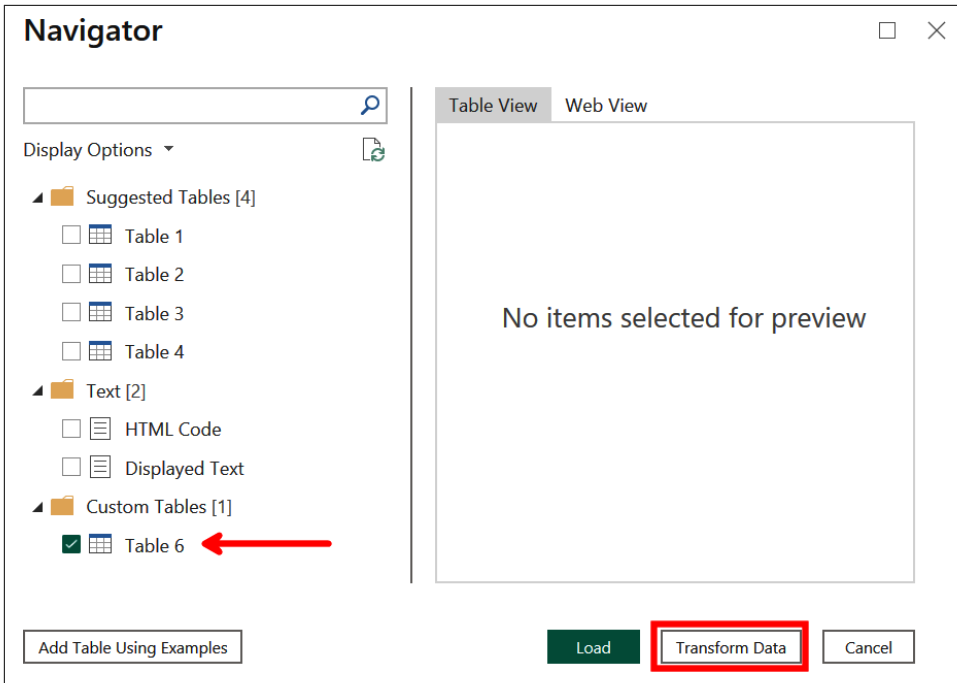 Navigator
Table View Web View
Display Options
Suggested Tables [4]
Table 1
Table 2
Table 3
Table 4
No items selected for preview
Text [2]
HTML Code
Displayed Text
Custom Tables [1]
Table 6
Add Table Using Examples Load Transform Data Cancel